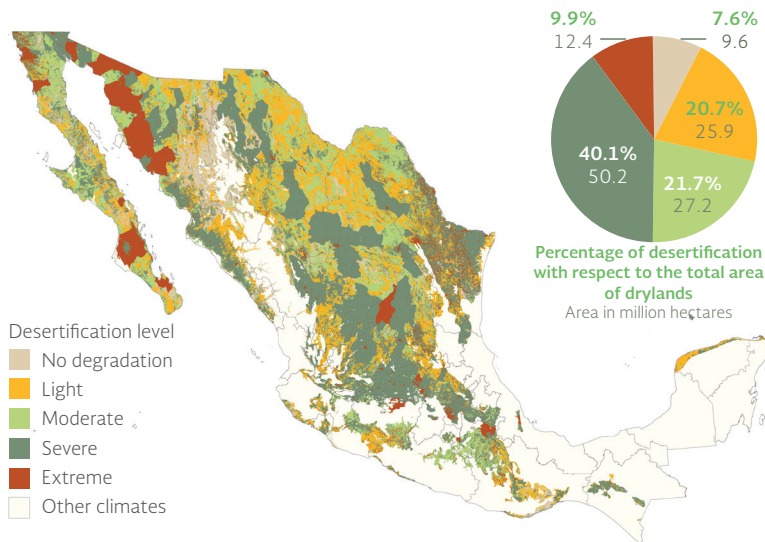 9.9%
12.4
7.6%
9.6
20.7%
25.9
40.1%
50.2
21.7%
27.2
Percentage of desertification
with respect to the total area
of drylands
Area in million hectares
Desertification level
No degradation
Light
Moderate
Severe
Extreme
Other climates